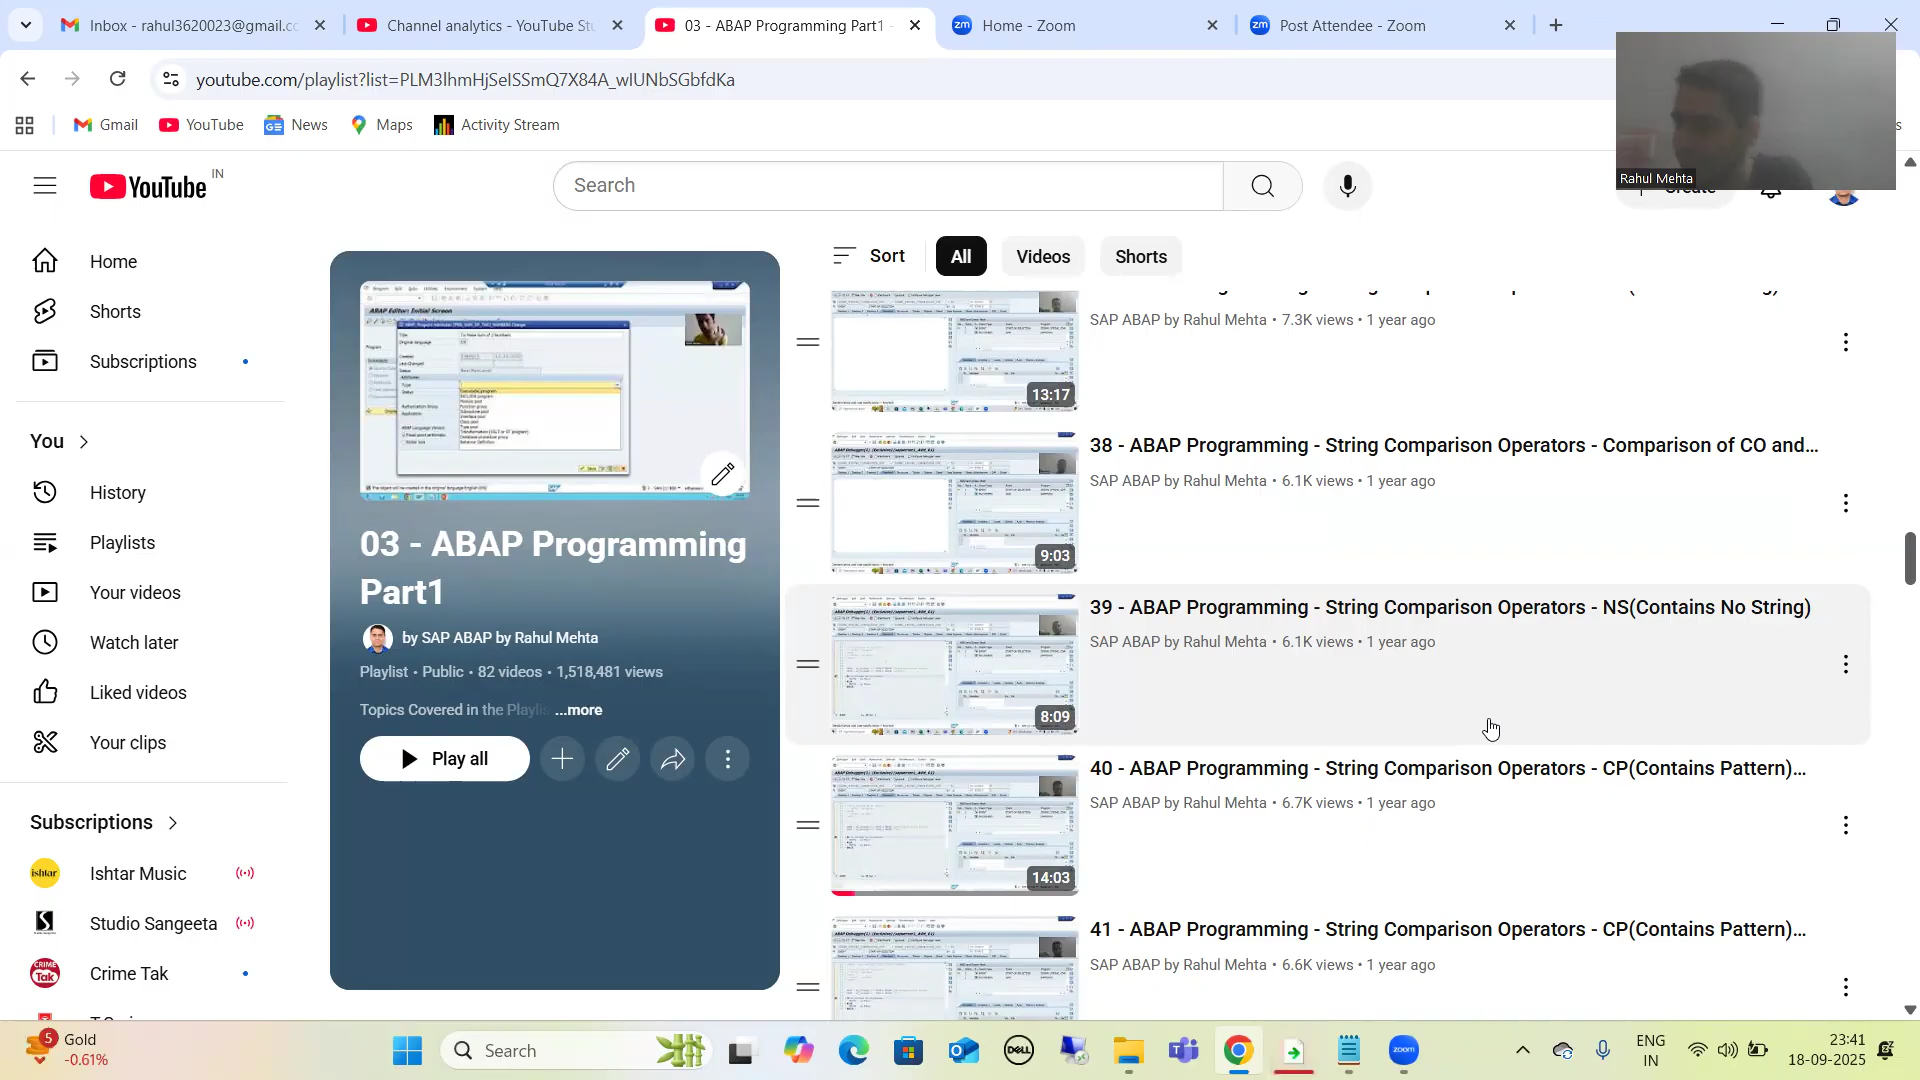 Inbox - rahul3620023@gmail.cc
Channel analytics - YouTube Stu
03 - ABAP Programming Part1 -
Home - Zoom
Post Attendee - Zoom
youtube.com/playlist?list=PLM3lhmHjSeISSmQ7X84A_wlUNbSGbfdKa
Gmail
YouTube
News
Maps
Activity Stream
Rahul Mehta
YouTube IN
Search
Create
Home
Shorts
Subscriptions
You
History
Playlists
Your videos
Watch later
Liked videos
Your clips
Subscriptions
Ishtar Music
Studio Sangeeta
Crime Tak
03 - ABAP Programming
Part1
by SAP ABAP by Rahul Mehta
Playlist • Public • 82 videos • 1,518,481 views
Topics Covered in the Playlis ...more
Play all
Sort
All
Videos
Shorts
SAP ABAP by Rahul Mehta • 7.3K views • 1 year ago
13:17
38 - ABAP Programming - String Comparison Operators - Comparison of CO and...
SAP ABAP by Rahul Mehta • 6.1K views • 1 year ago
9:03
39 - ABAP Programming - String Comparison Operators - NS(Contains No String)
SAP ABAP by Rahul Mehta • 6.1K views • 1 year ago
8:09
40 - ABAP Programming - String Comparison Operators - CP(Contains Pattern)...
SAP ABAP by Rahul Mehta • 6.7K views • 1 year ago
14:03
41 - ABAP Programming - String Comparison Operators - CP(Contains Pattern)...
SAP ABAP by Rahul Mehta • 6.6K views • 1 year ago
5
Gold
-0.61%
Search
DELL
zoom
ENG
IN
23:41
18-09-2025